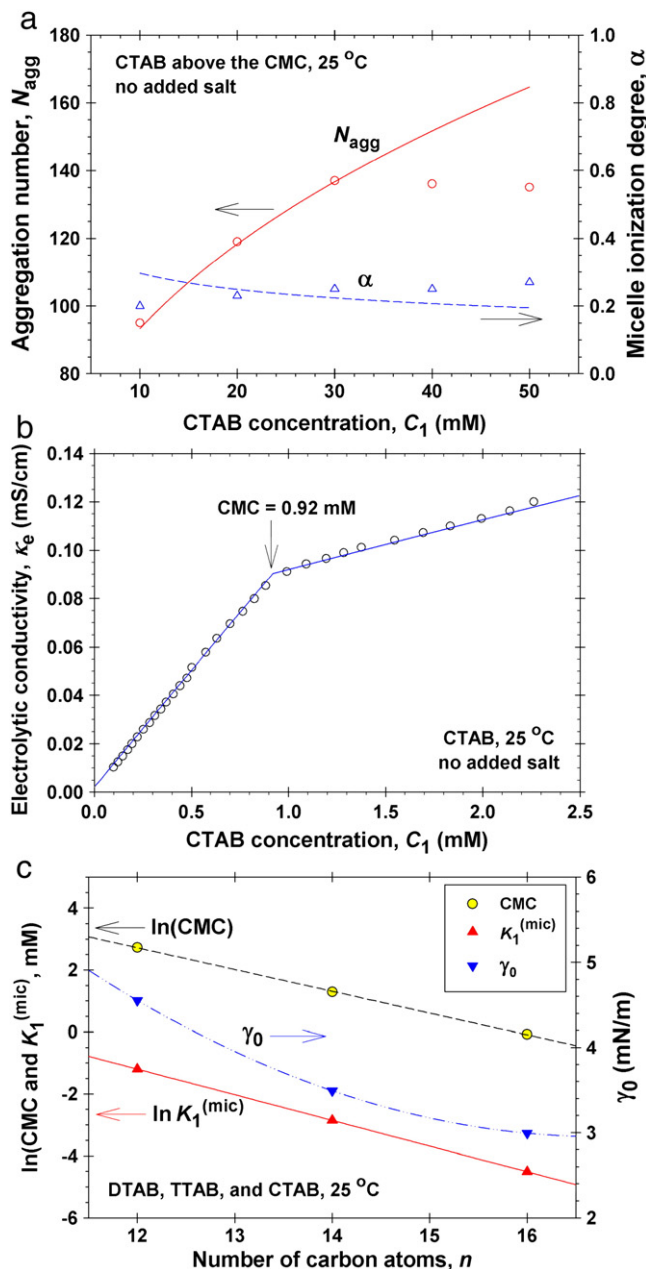 a
CTAB above the CMC, 25 °C
no added salt
N_agg
α
Aggregation number, N_agg
180
160
140
120
100
80
Micelle ionization degree, α
1.0
0.8
0.6
0.4
0.2
0.0
10 20 30 40 50
CTAB concentration, C₁ (mM)
b
Electrolytic conductivity, κ_e (mS/cm)
0.14
0.12
0.10
0.08
0.06
0.04
0.02
0.00
CMC = 0.92 mM
CTAB, 25 °C
no added salt
0.0 0.5 1.0 1.5 2.0 2.5
CTAB concentration, C₁ (mM)
c
ln(CMC and K₁^(mic), mM)
4
2
0
-2
-4
-6
ln(CMC)
γ₀
ln K₁^(mic)
CMC
K₁^(mic)
γ₀
DTAB, TTAB, and CTAB, 25 °C
γ₀ (mN/m)
6
5
4
3
2
12 13 14 15 16
Number of carbon atoms, n